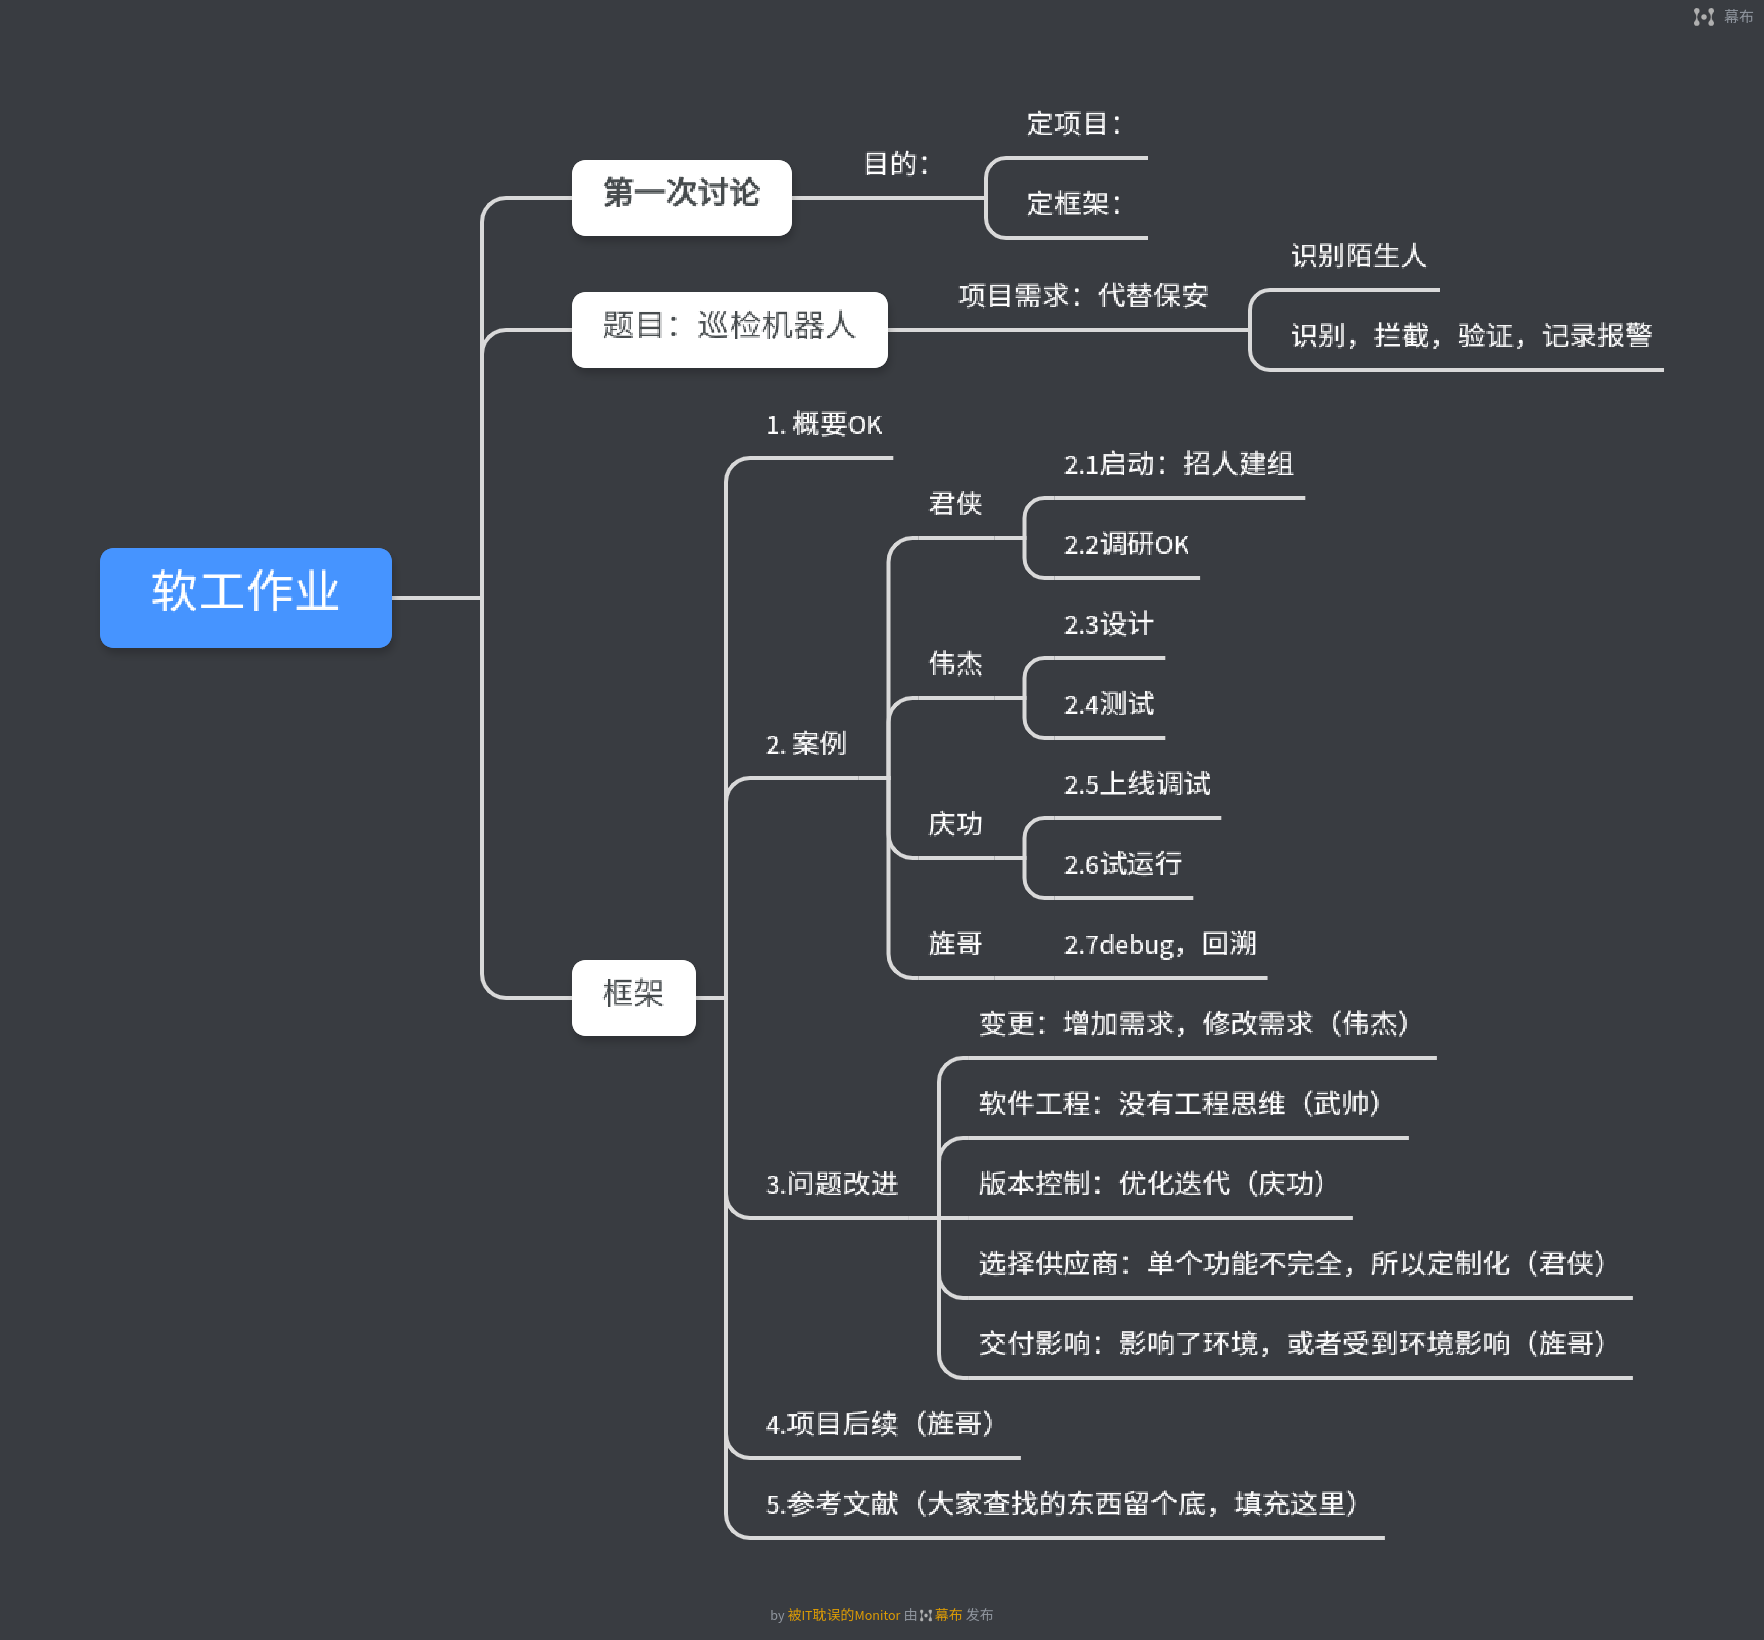 幕布
定项目：
目的：
第一次讨论
定框架：
识别陌生人
项目需求：代替保安
题目：巡检机器人
识别，拦截，验证，记录报警
1. 概要OK
2.1启动：招人建组
君侠
2.2调研OK
软工作业
2.3设计
伟杰
2.4测试
2. 案例
2.5上线调试
庆功
2.6试运行
旌哥
2.7debug，回溯
框架
变更：增加需求，修改需求（伟杰）
软件工程：没有工程思维（武帅）
3.问题改进
版本控制：优化迭代（庆功）
选择供应商：单个功能不完全，所以定制化（君侠）
交付影响：影响了环境，或者受到环境影响（旌哥）
4.项目后续（旌哥）
5.参考文献（大家查找的东西留个底，填充这里）
by 被IT耽误的Monitor 由 幕布 发布